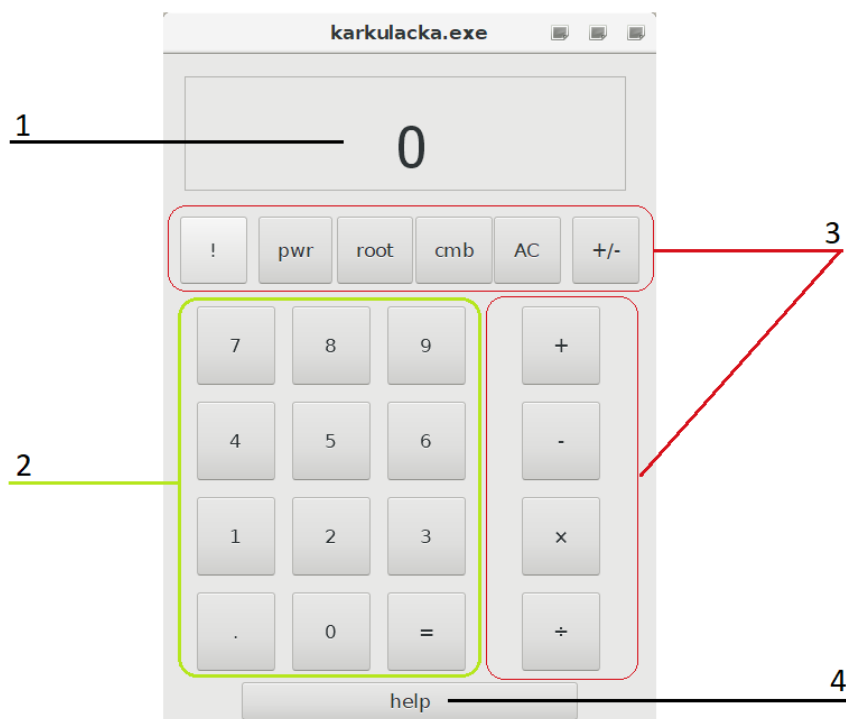 karkulacka.exe
1
0
! pwr root cmb AC +/-
3
7 8 9 +
4 5 6 -
2
1 2 3 ×
. 0 = ÷
4
help